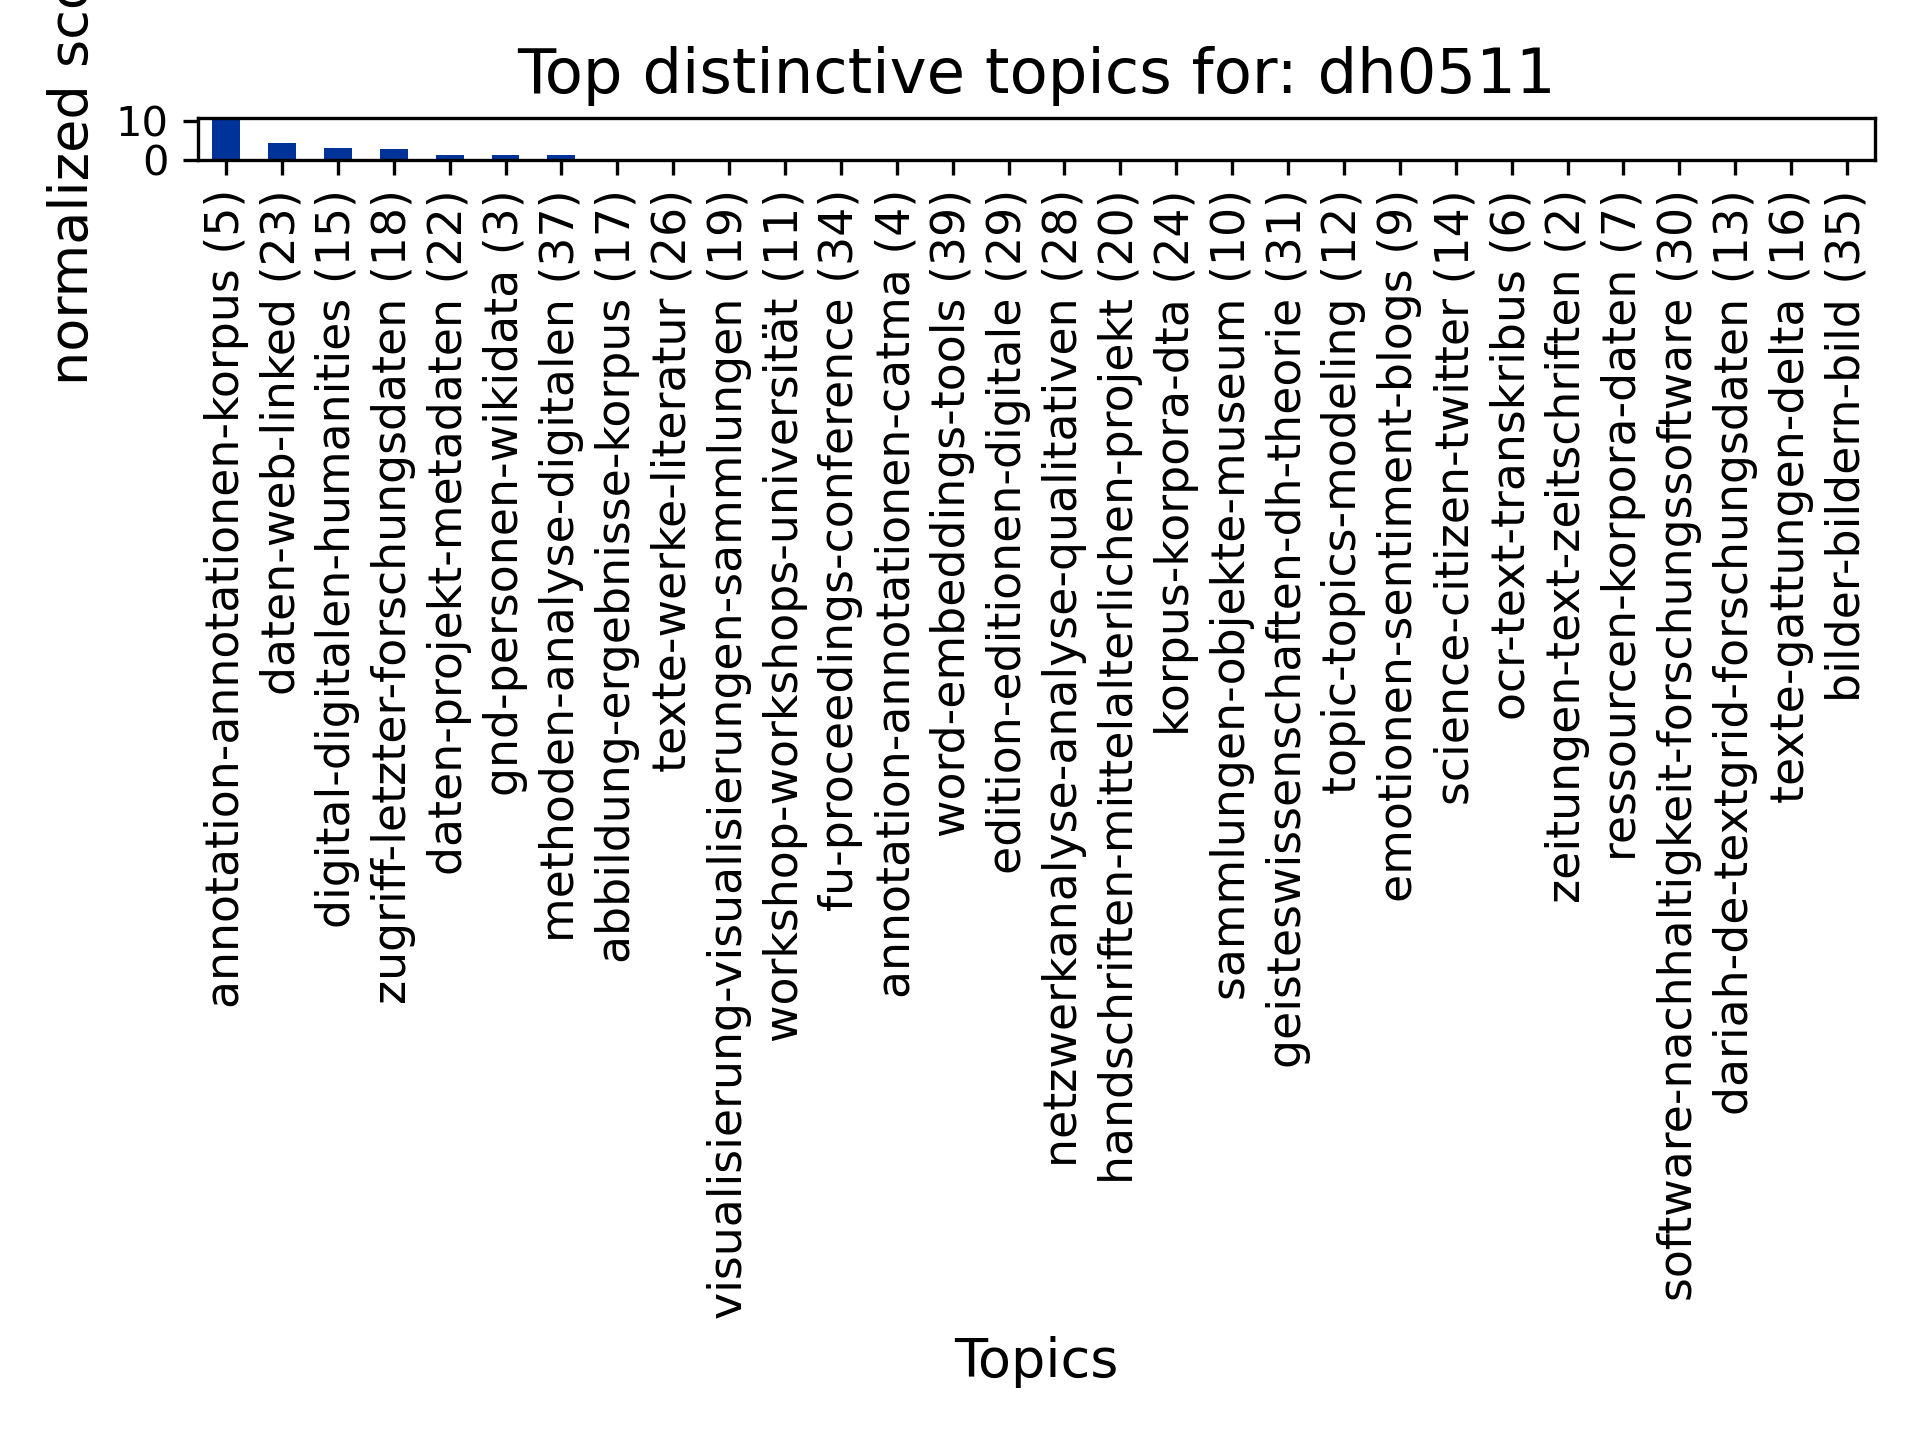 Top distinctive topics for: dh0511
normalized
10
0
annotation-annotationen-korpus (5)
daten-web-linked (23)
digital-digitalen-humanities (15)
zugriff-letzter-forschungsdaten (18)
daten-projekt-metadaten (22)
gnd-personen-wikidata (3)
methoden-analyse-digitalen (37)
abbildung-ergebnisse-korpus (17)
texte-werke-literatur (26)
visualisierung-visualisierungen-sammlungen (19)
workshop-workshops-universität (11)
fu-proceedings-conference (34)
annotation-annotationen-catma (4)
word-embeddings-tools (39)
edition-editionen-digitale (29)
netzwerkanalyse-analyse-qualitativen (28)
handschriften-mittelalterlichen-projekt (20)
korpus-korpora-dta (24)
sammlungen-objekte-museum (10)
geisteswissenschaften-dh-theorie (31)
topic-topics-modeling (12)
emotionen-sentiment-blogs (9)
science-citizen-twitter (14)
ocr-text-transkribus (6)
zeitungen-text-zeitschriften (2)
ressourcen-korpora-daten (7)
software-nachhaltigkeit-forschungssoftware (30)
dariah-de-textgrid-forschungsdaten (13)
texte-gattungen-delta (16)
bilder-bildern-bild (35)
Topics